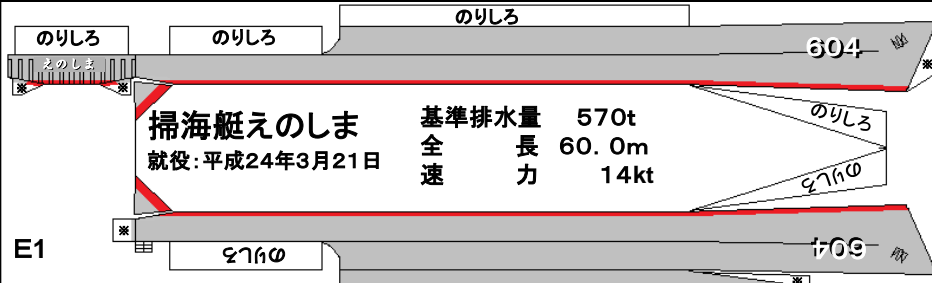 のりしろ
のりしろ
のりしろ
604
えのしま
※
※
※
のりしろ
掃海艇えのしま
就役:平成24年3月21日
基準排水量 570t
全長 60.0m
速力 14kt
のりしろ
※
E1
のりしろ
604
※